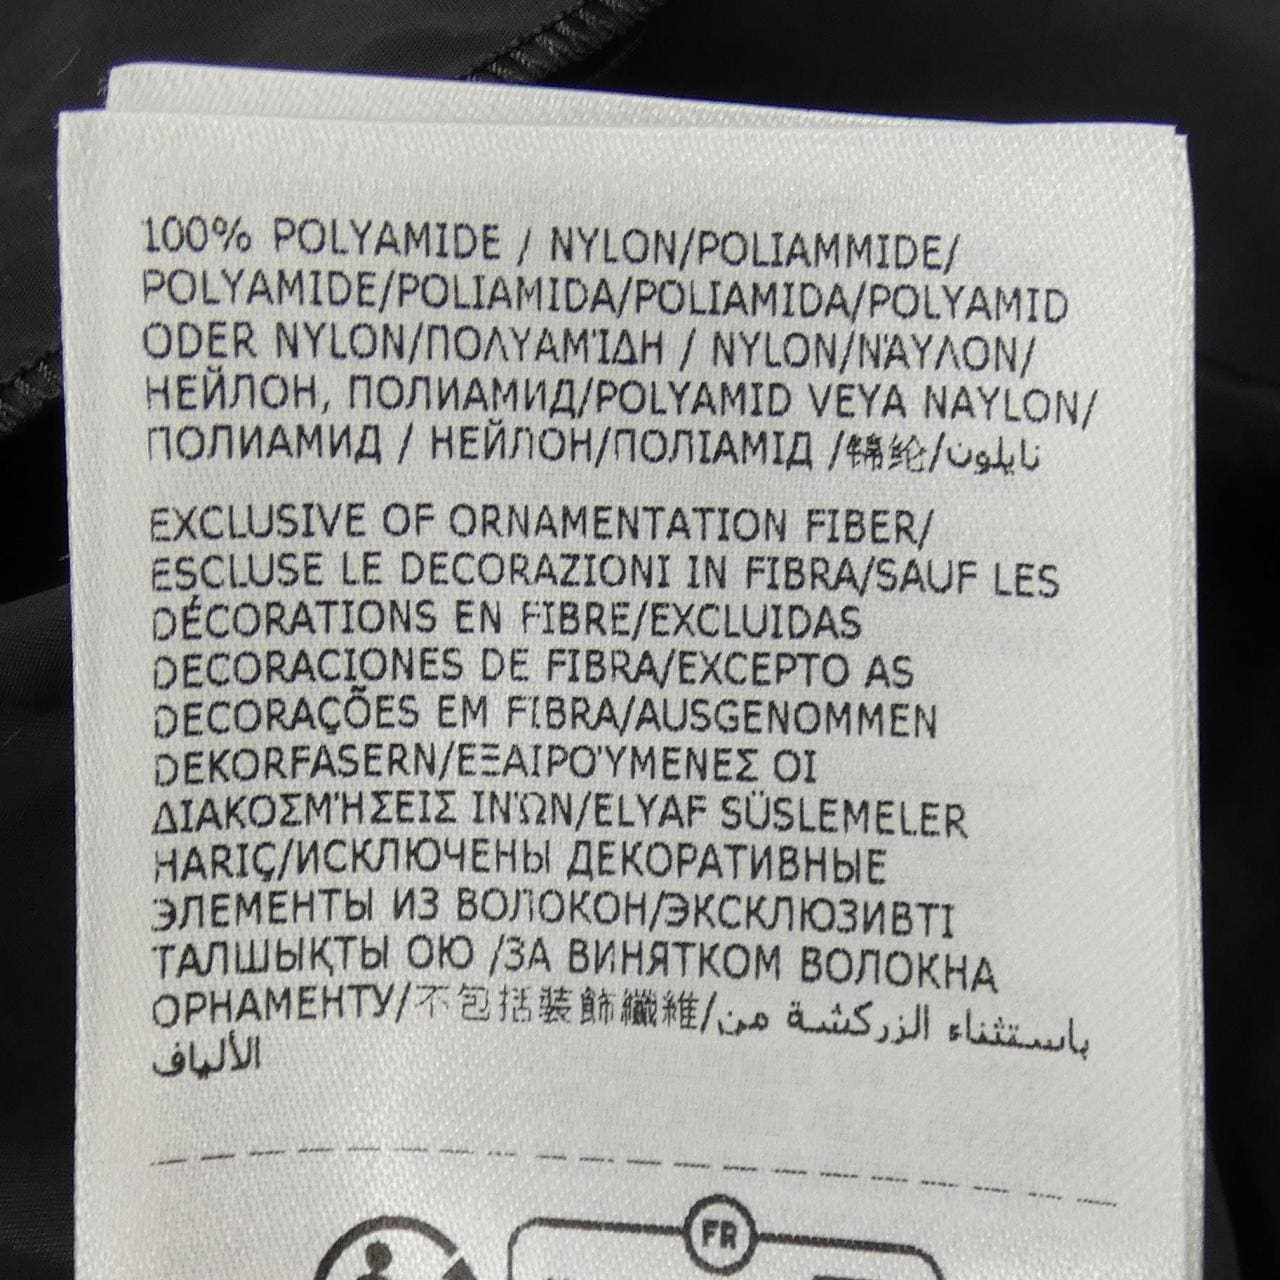 100% POLYAMIDE / NYLON/POLIAMMIDE/
POLYAMIDE/POLIAMIDA/POLIAMIDA/POLYAMID
ODER NYLON/ΠΟΛΥΑΜΊΔΗ / NYLON/ΝΆΥΛΟΝ/
НЕЙЛОН, ПОЛИАМИД/POLYAMID VEYA NAYLON/
ПОЛИАМИД / НЕЙЛОН/ПОЛІАМІД /锦纶/نايلون
EXCLUSIVE OF ORNAMENTATION FIBER/
ESCLUSE LE DECORAZIONI IN FIBRA/SAUF LES
DÉCORATIONS EN FIBRE/EXCLUIDAS
DECORACIONES DE FIBRA/EXCEPTO AS
DECORAÇÕES EM FIBRA/AUSGENOMMEN
DEKORFASERN/ΕΞΑΙΡΟΎΜΕΝΕΣ ΟΙ
ΔΙΑΚΟΣΜΉΣΕΙΣ ΙΝΏΝ/ELYAF SÜSLEMELER
HARIÇ/ИСКЛЮЧЕНЫ ДЕКОРАТИВНЫЕ
ЭЛЕМЕНТЫ ИЗ ВОЛОКОН/ЭКСКЛЮЗИВТІ
ТАЛШЫҚТЫ ОЮ /ЗА ВИНЯТКОМ ВОЛОКНА
ОРНАМЕНТУ/不包括裝飾纖維/باستثناء الزركشة من
الألياف
FR